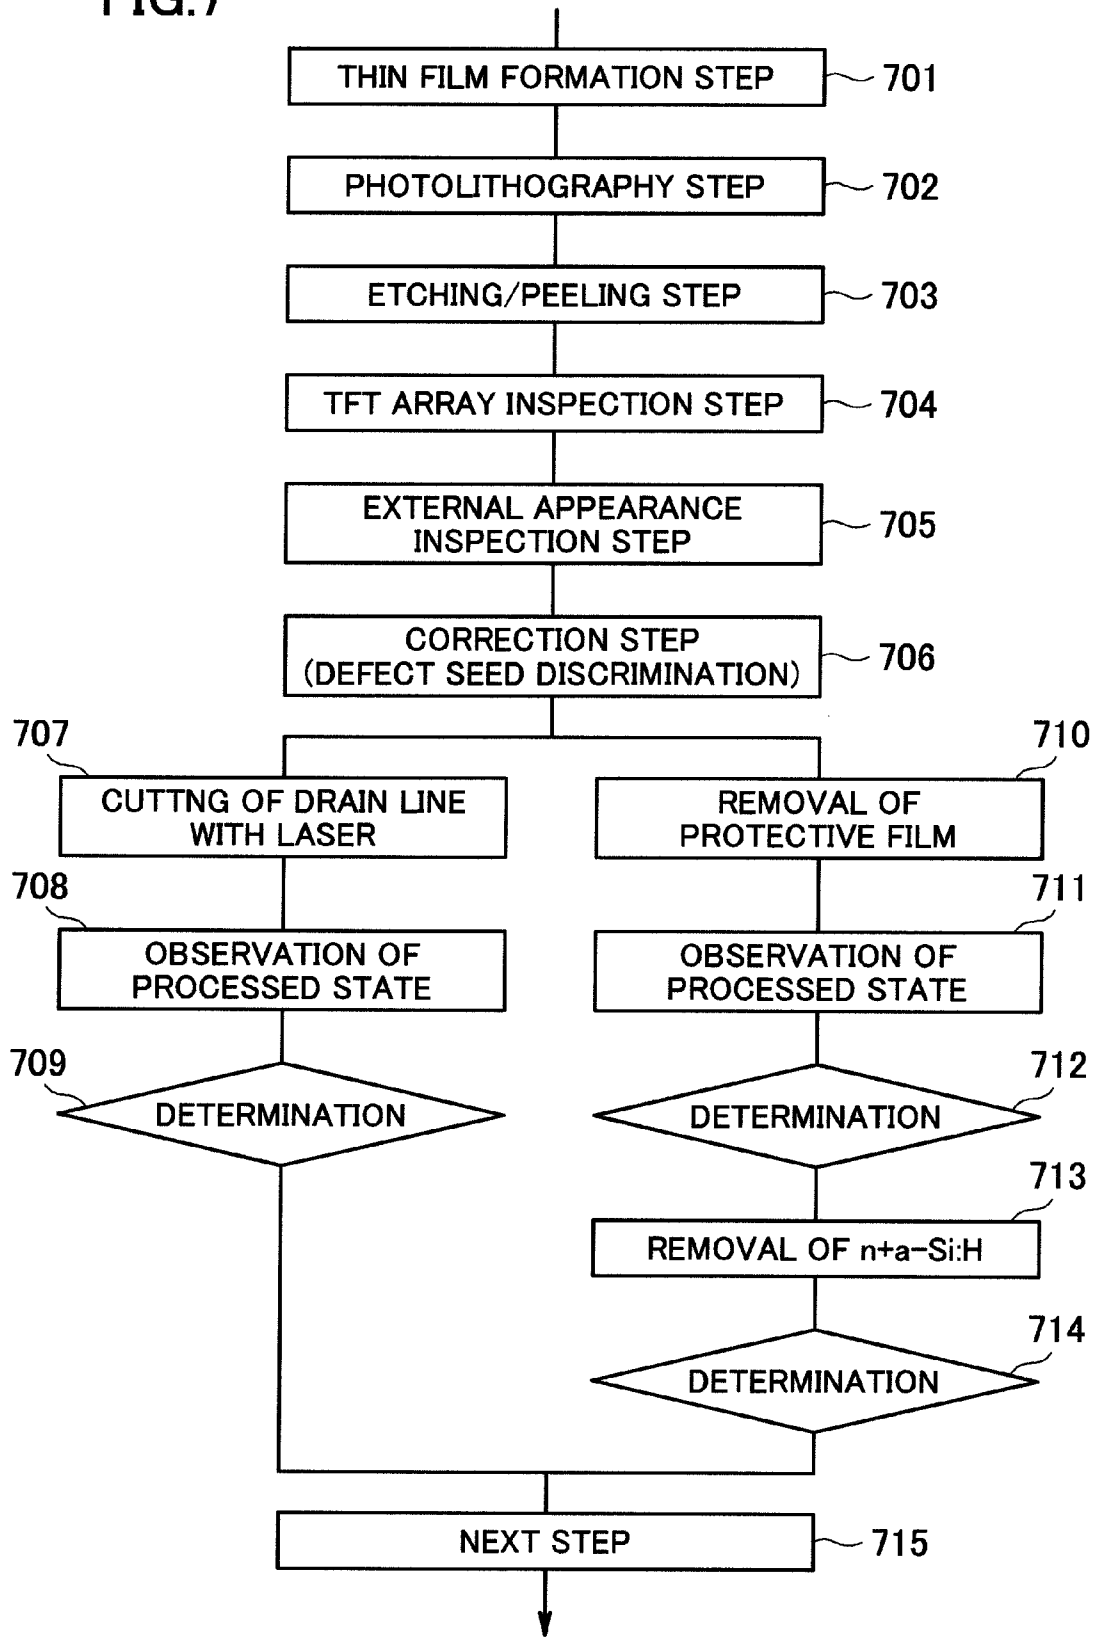 FIG.7
THIN FILM FORMATION STEP
701
PHOTOLITHOGRAPHY STEP
702
ETCHING/PEELING STEP
703
TFT ARRAY INSPECTION STEP
704
EXTERNAL APPEARANCE
INSPECTION STEP
705
CORRECTION STEP
(DEFECT SEED DISCRIMINATION)
706
707
CUTTNG OF DRAIN LINE
WITH LASER
708
OBSERVATION OF
PROCESSED STATE
709
DETERMINATION
710
REMOVAL OF
PROTECTIVE FILM
711
OBSERVATION OF
PROCESSED STATE
712
DETERMINATION
713
REMOVAL OF n+a-Si:H
714
DETERMINATION
NEXT STEP
715